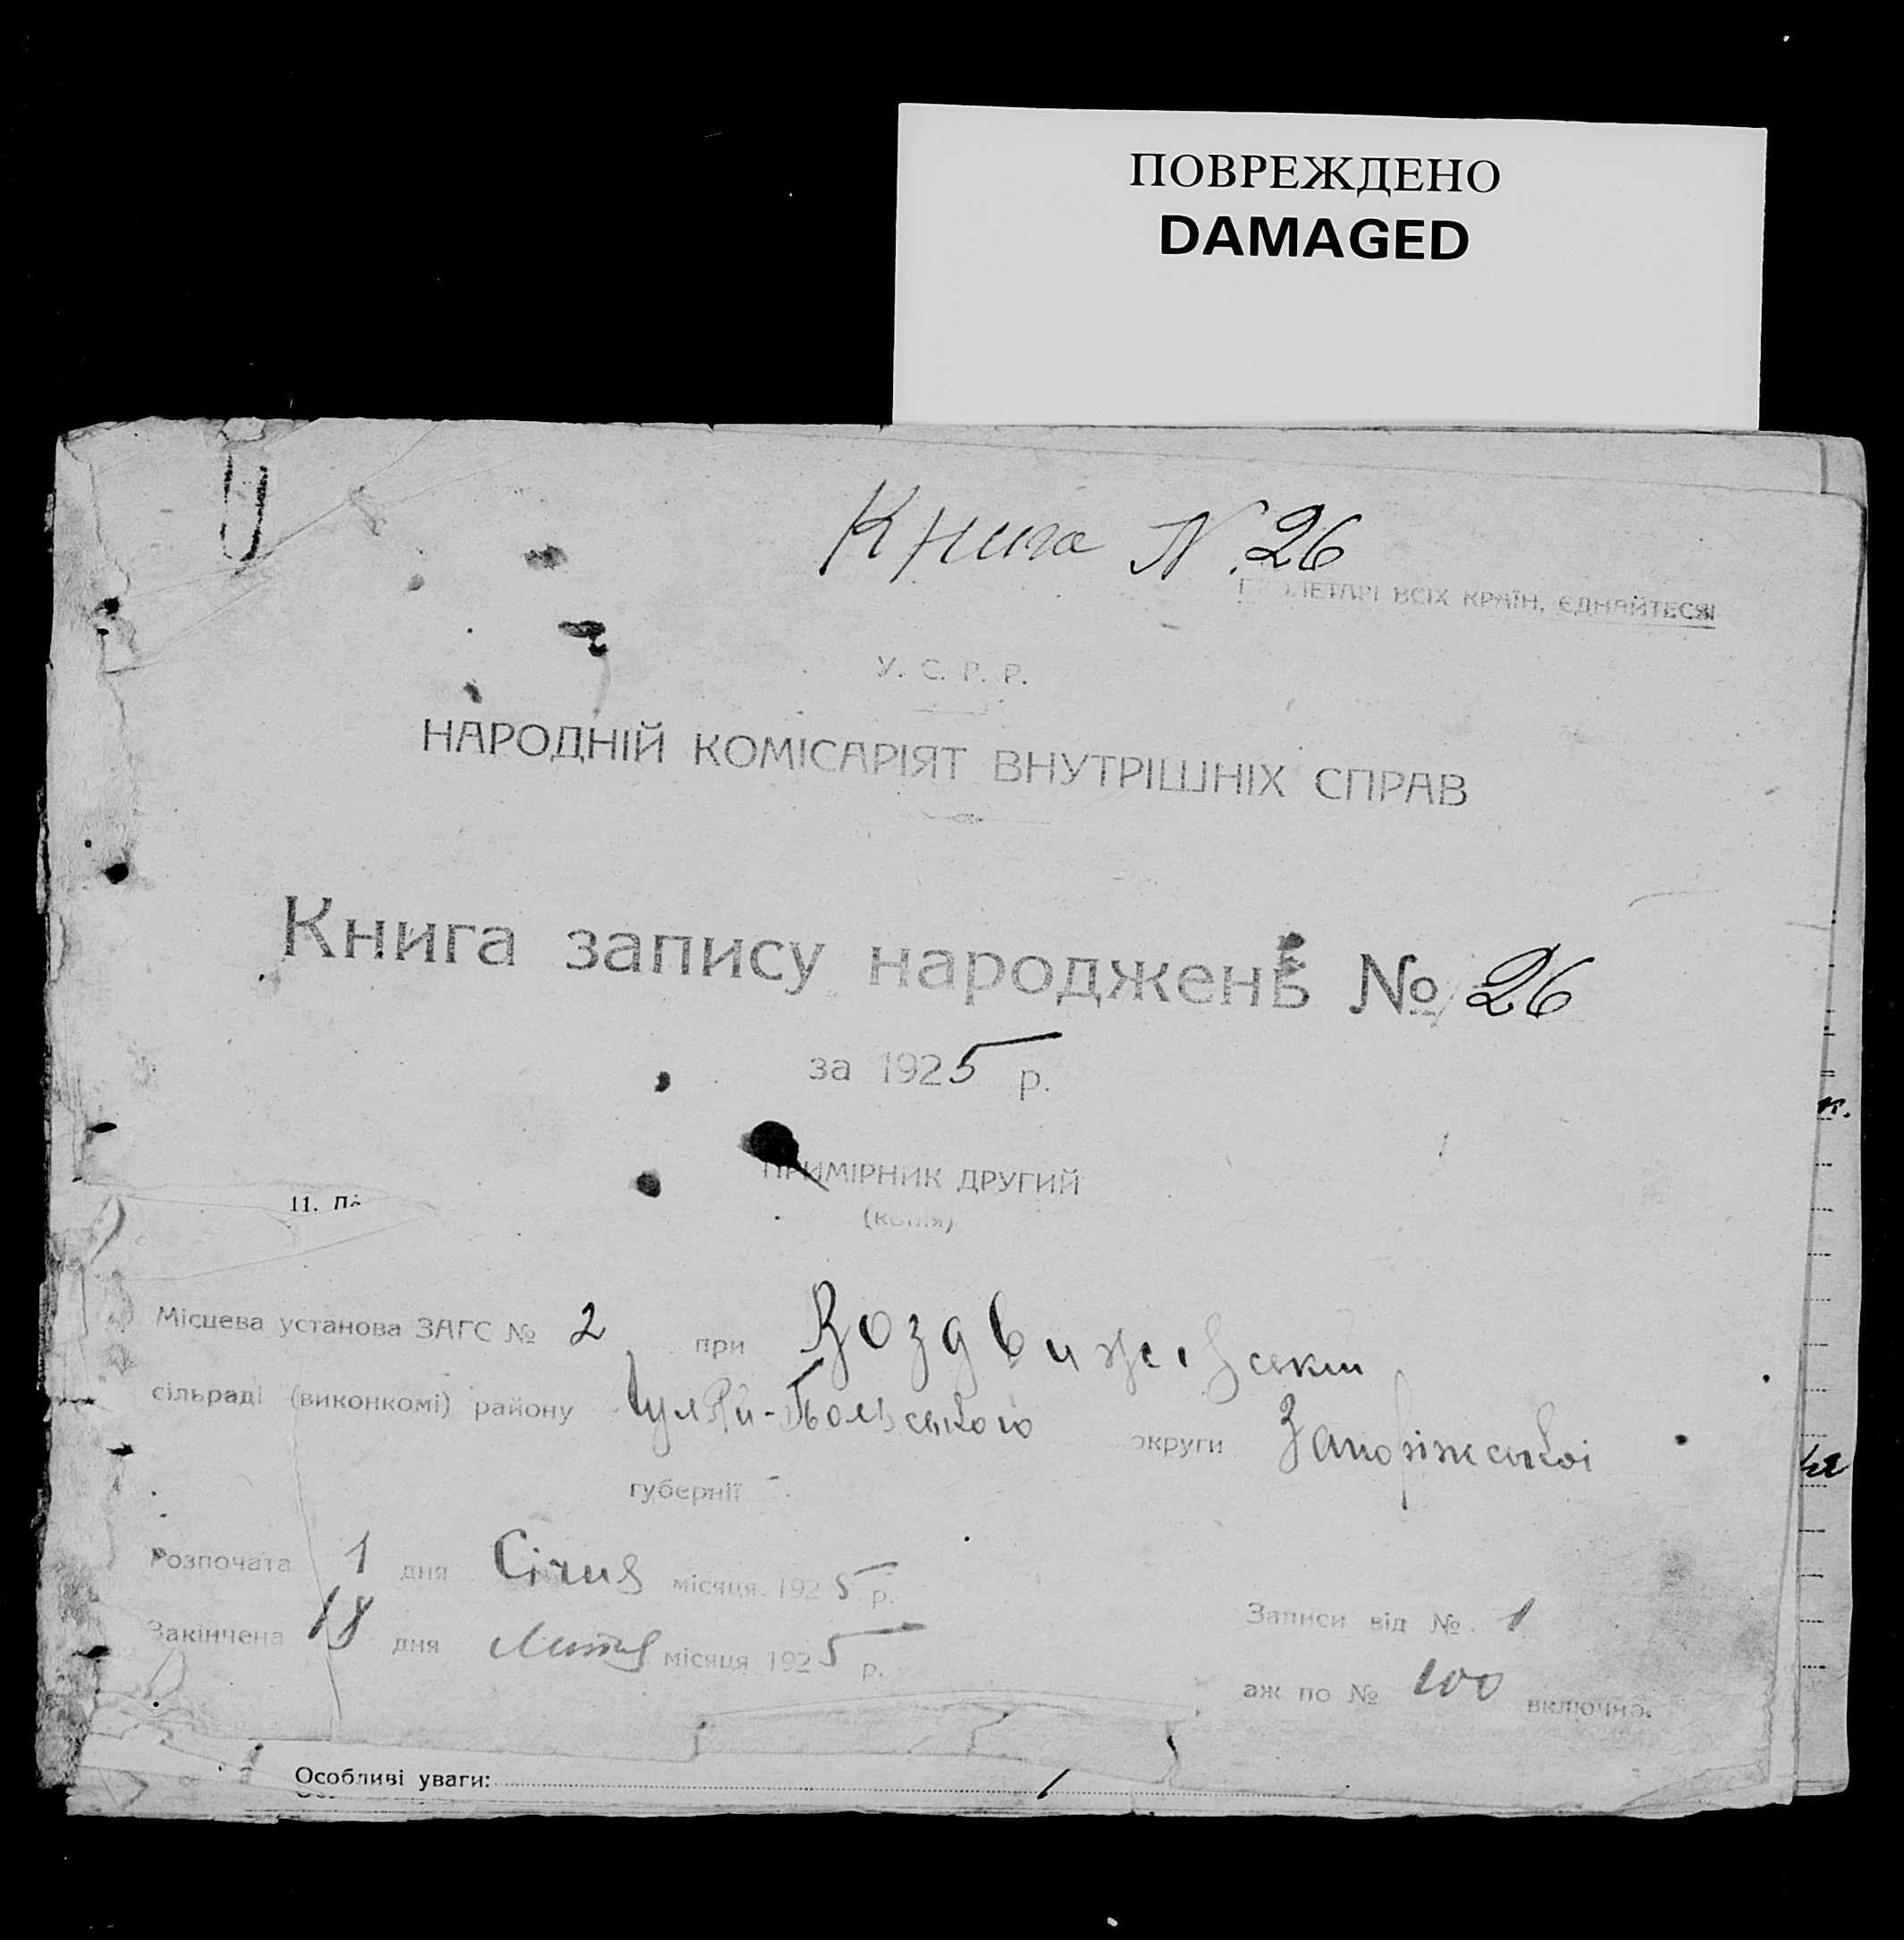 ПОВРЕЖДЕНО
DAMAGED
Книга N. 26
ПРОЛЕТАРІ ВСІХ КРАЇН, ЄДНАЙТЕСЯ!
У. С. Р. Р.
НАРОДНІЙ КОМІСАРІЯТ ВНУТРІШНІХ СПРАВ
Книга запису народжень № 26
за 1925 р.
ПРИМІРНИК ДРУГИЙ
(копія)
11.
Місцева установа ЗАГС № 2 при Воздвижівській
сільраді (виконкомі) району Гуляй-Польського округи Запоріжської
губернії -
Розпочата 1 дня Січня місяця 1925 р.
Закінчена 18 дня Липня місяця 1925 р.
Записи від № 1
аж по № 100 включно.
Особливі уваги: